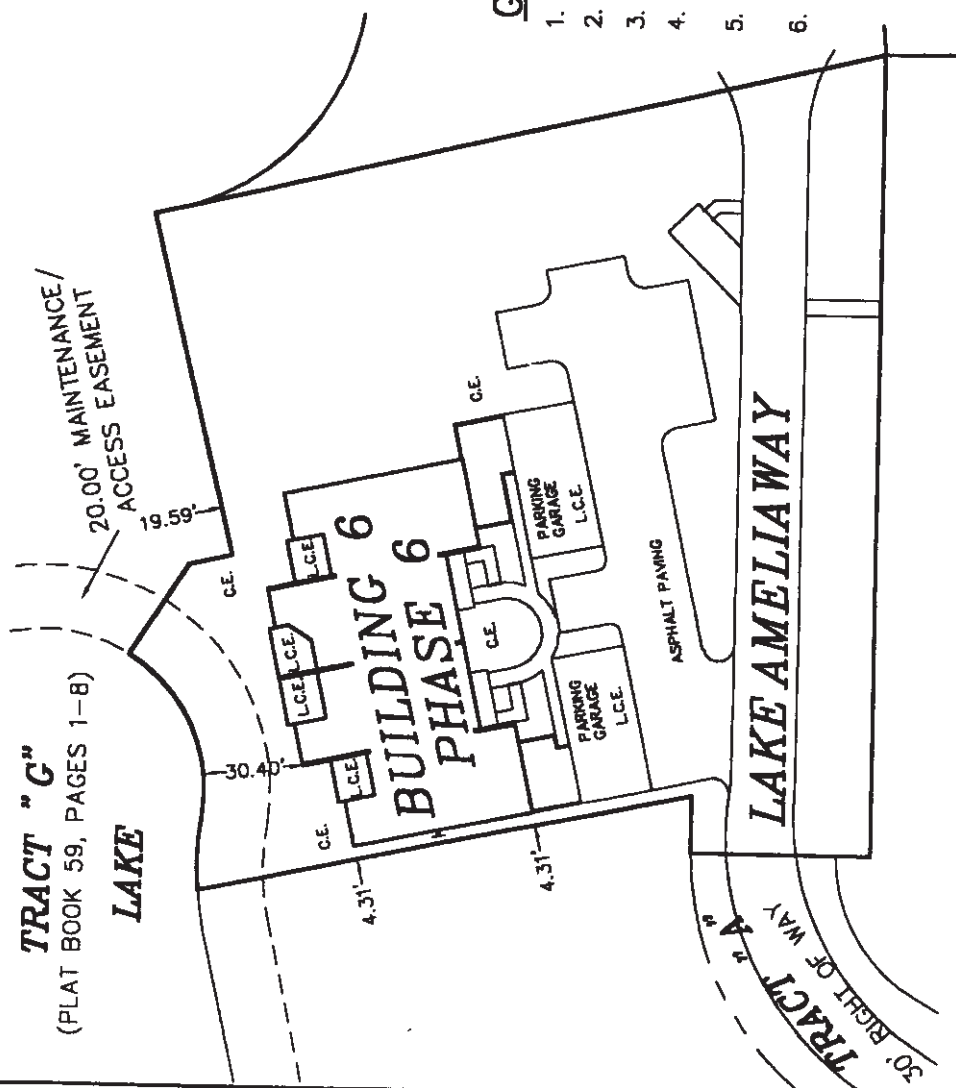 TRACT "G"
(PLAT BOOK 59, PAGES 1-8)
LAKE
20.00' MAINTENANCE/
ACCESS EASEMENT
19.59'
C.E.
30.40'
L.C.E.
L.C.E.
L.C.E.
L.C.E.
C.E.
BUILDING 6
PHASE 6
C.E.
C.E.
4.31'
4.31'
PARKING
GARAGE
L.C.E.
PARKING
GARAGE
L.C.E.
ASPHALT PAVING
LAKE AMELIA WAY
TRACT "A"
30' RIGHT OF WAY
G
1.
2.
3.
4.
5.
6.